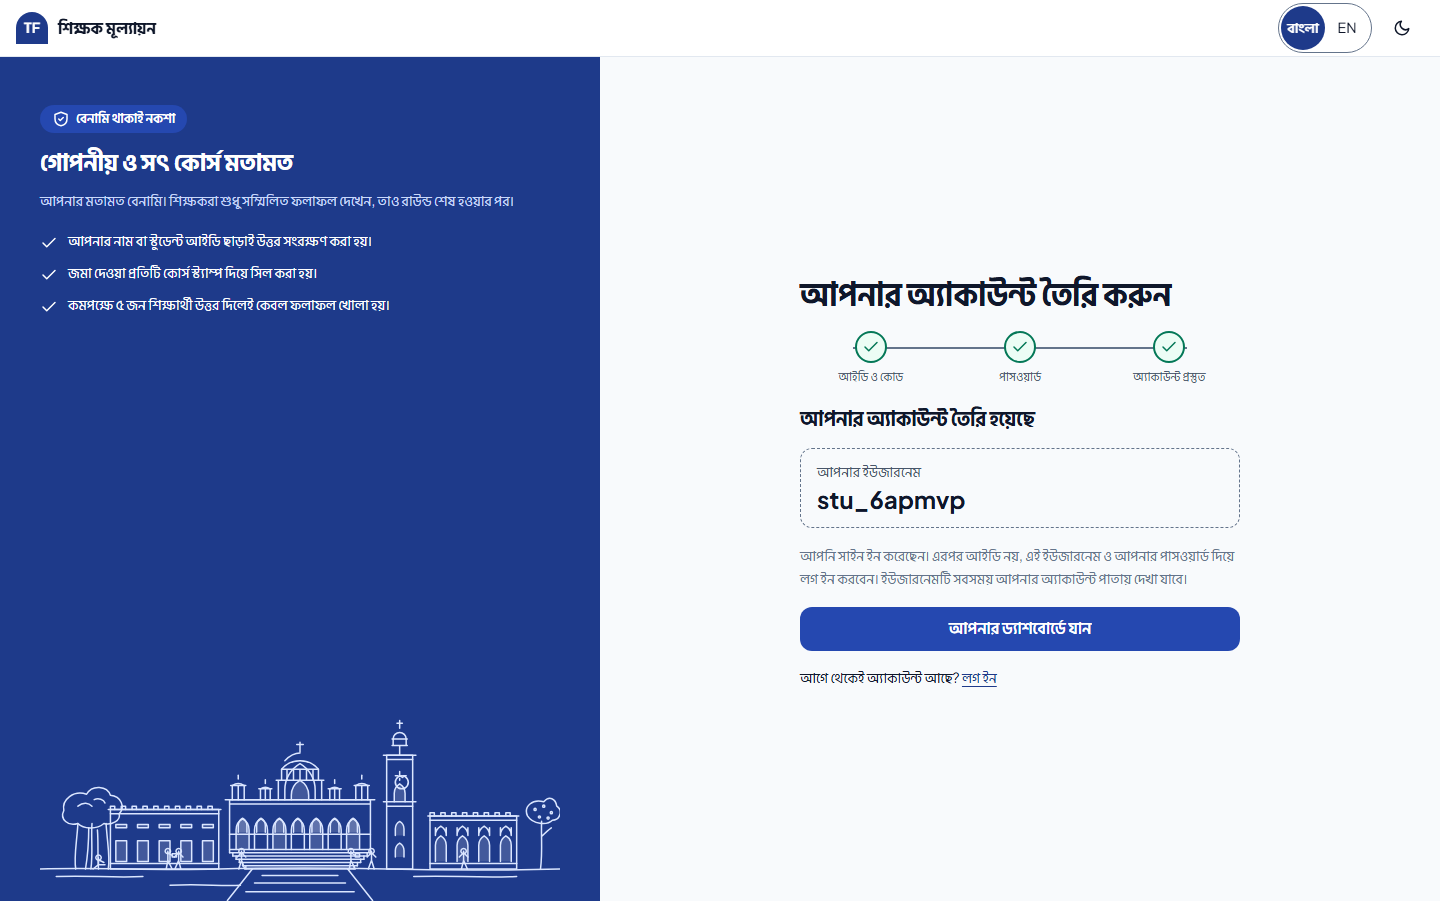 TF শিক্ষক মূল্যায়ন
বাংলা EN
বেনামি থাকাই নকশা
গোপনীয় ও সৎ কোর্স মতামত
আপনার মতামত বেনামি। শিক্ষকরা শুধু সম্মিলিত ফলাফল দেখেন, তাও রাউন্ড শেষ হওয়ার পর।
আপনার নাম বা স্টুডেন্ট আইডি ছাড়াই উত্তর সংরক্ষণ করা হয়।
জমা দেওয়া প্রতিটি কোর্স স্ট্যাম্প দিয়ে সিল করা হয়।
কমপক্ষে ৫ জন শিক্ষার্থী উত্তর দিলেই কেবল ফলাফল খোলা হয়।
আপনার অ্যাকাউন্ট তৈরি করুন
আইডি ও কোড পাসওয়ার্ড অ্যাকাউন্ট প্রস্তুত
আপনার অ্যাকাউন্ট তৈরি হয়েছে
আপনার ইউজারনেম
stu_6apmvp
আপনি সাইন ইন করেছেন। এরপর আইডি নয়, এই ইউজারনেম ও আপনার পাসওয়ার্ড দিয়ে
লগ ইন করবেন। ইউজারনেমটি সবসময় আপনার অ্যাকাউন্ট পাতায় দেখা যাবে।
আপনার ড্যাশবোর্ডে যান
আগে থেকেই অ্যাকাউন্ট আছে? লগ ইন